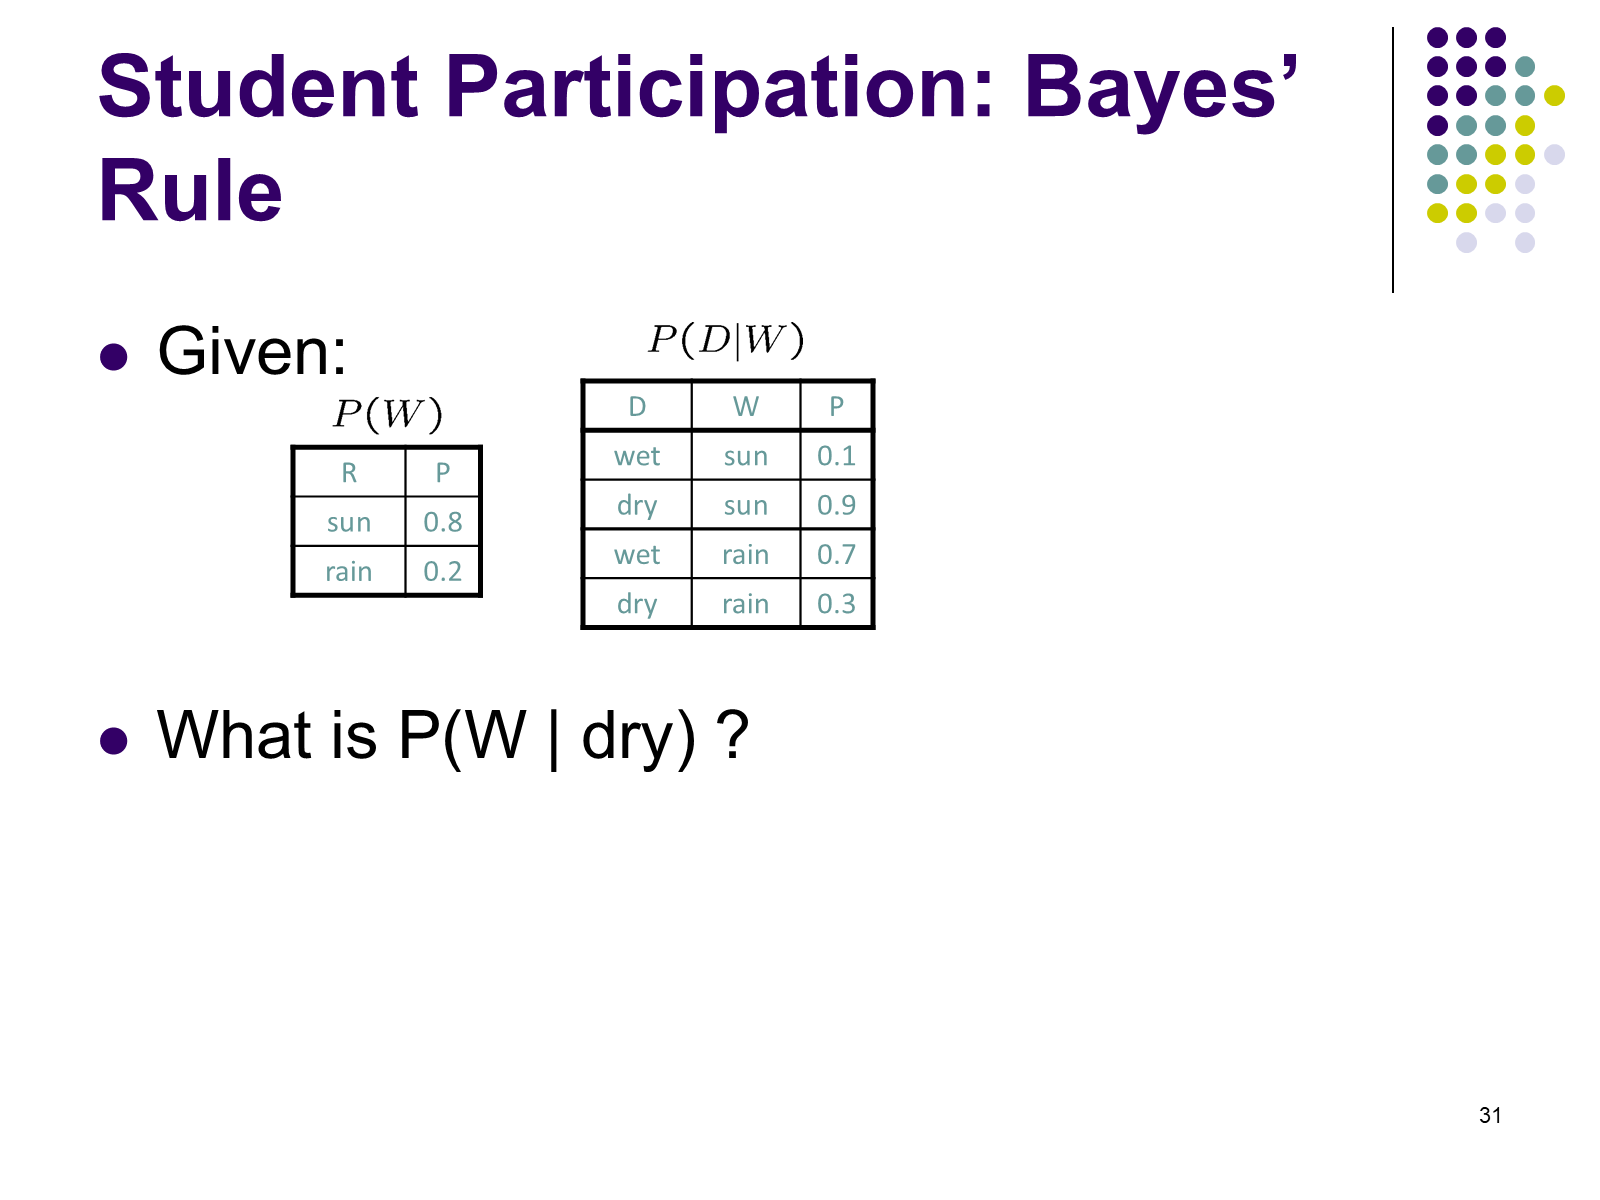 Student Participation: Bayes’
Rule
Given:
P(W)
R P
sun 0.8
rain 0.2
P(D|W)
D W P
wet sun 0.1
dry sun 0.9
wet rain 0.7
dry rain 0.3
What is P(W | dry) ?
31